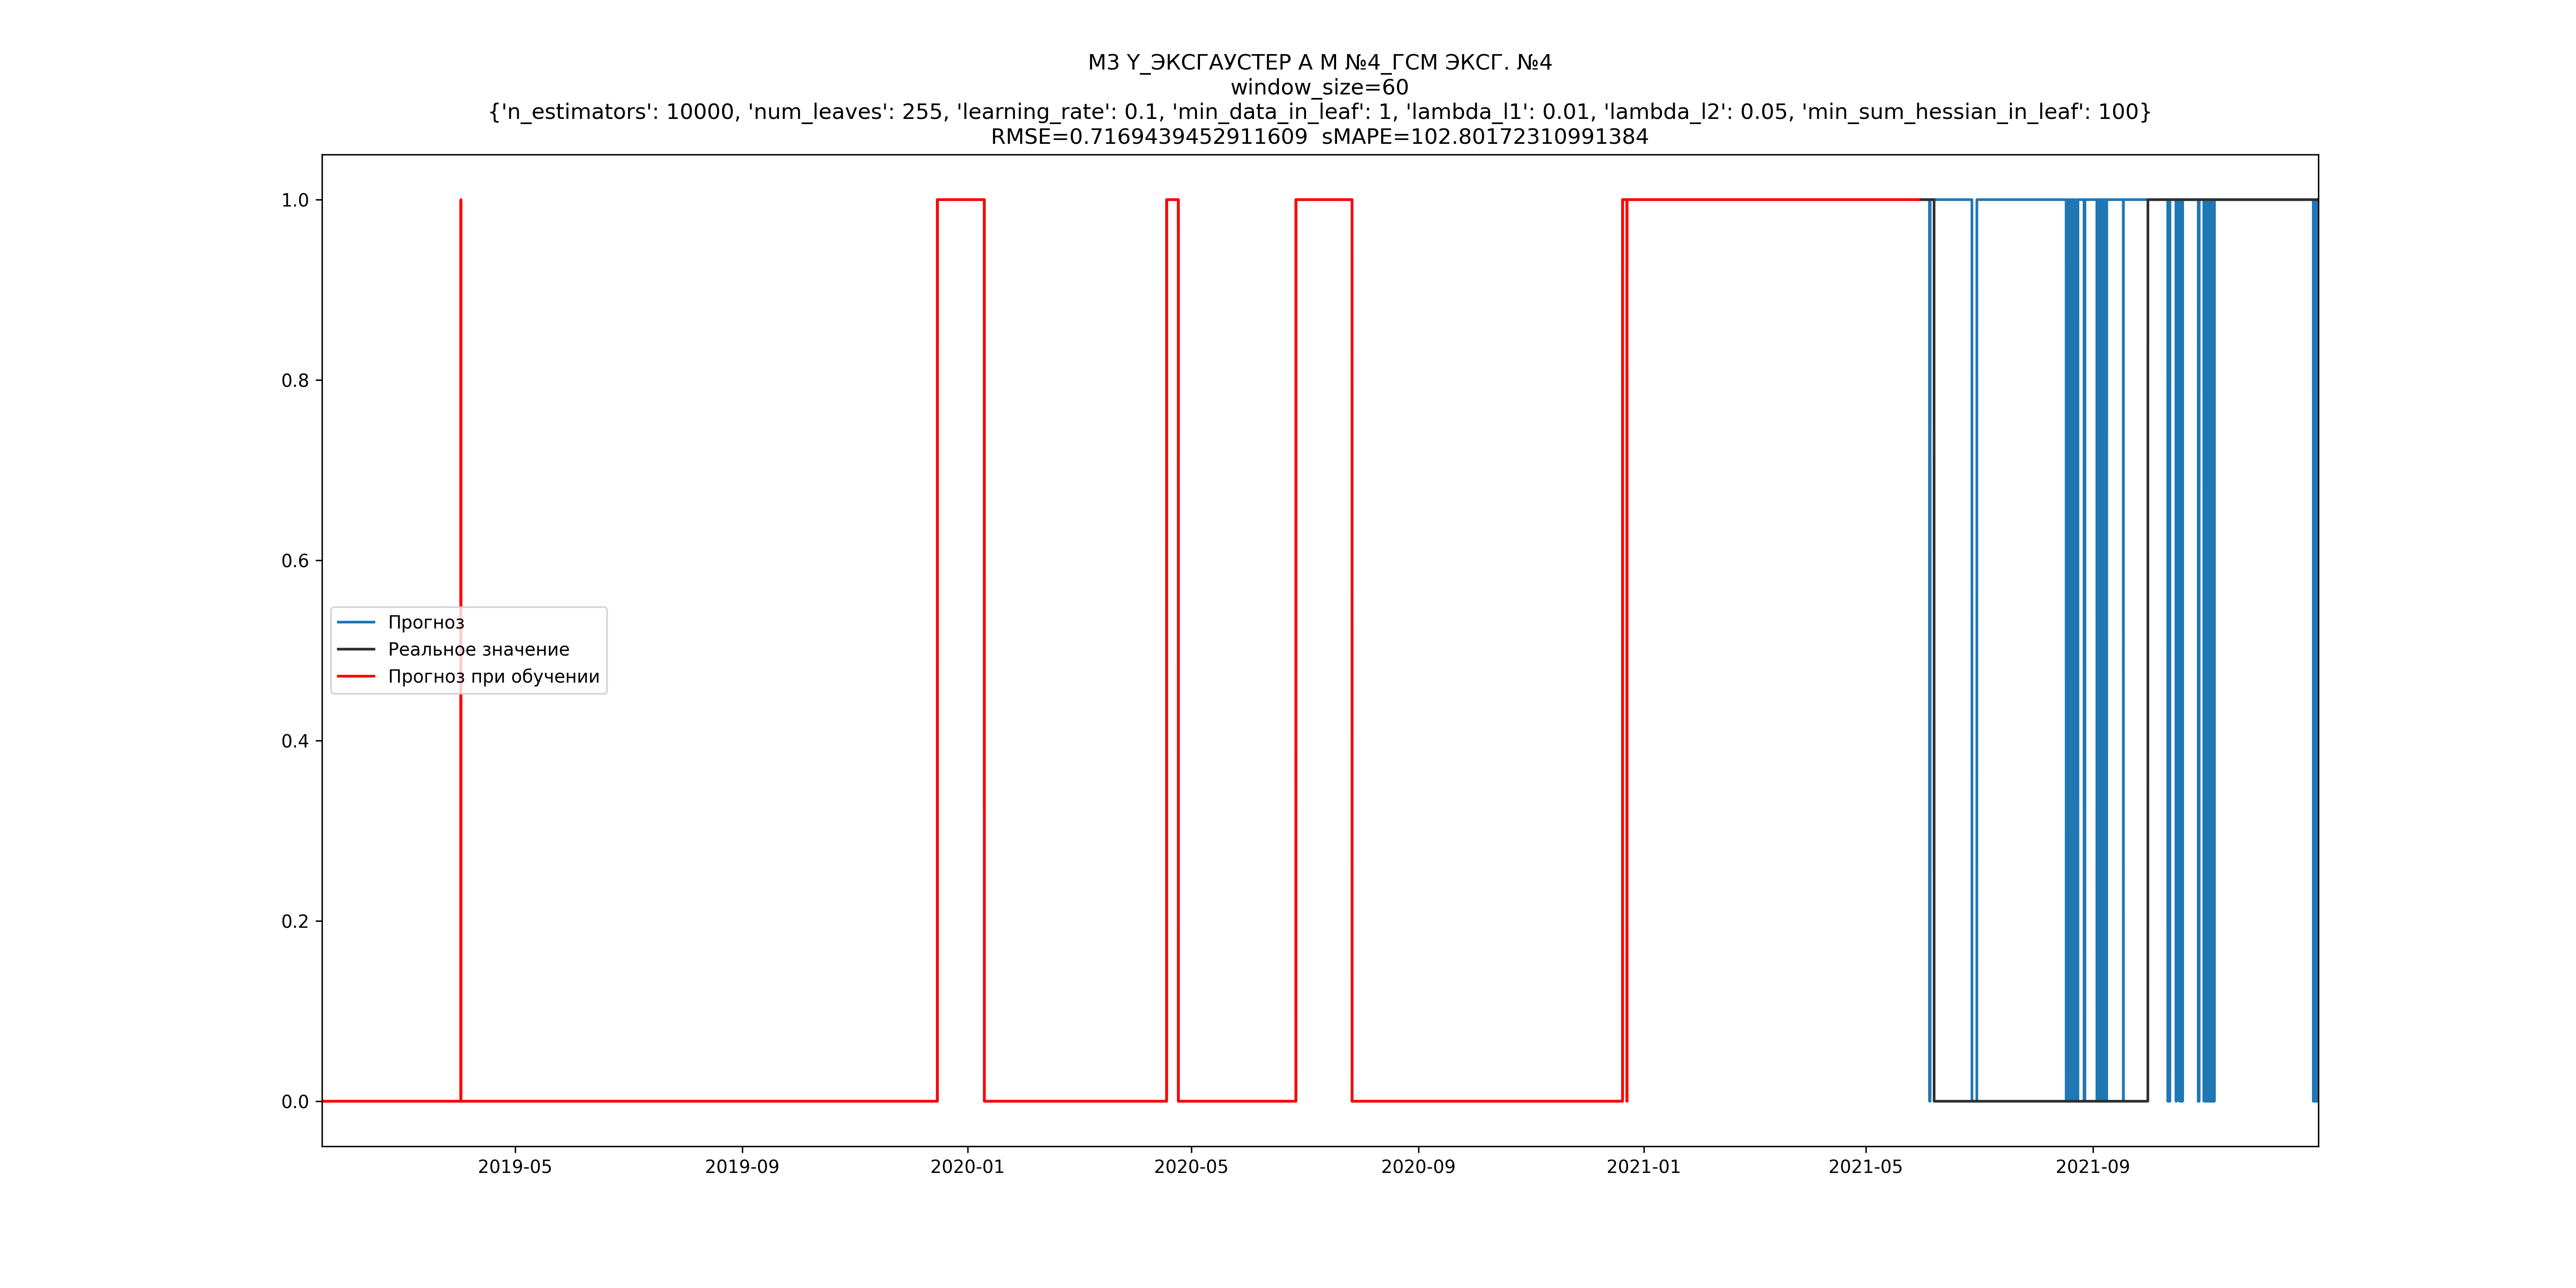 М3 Y_ЭКСГАУСТЕР А М №4_ГСМ ЭКСГ. №4
window_size=60
{'n_estimators': 10000, 'num_leaves': 255, 'learning_rate': 0.1, 'min_data_in_leaf': 1, 'lambda_l1': 0.01, 'lambda_l2': 0.05, 'min_sum_hessian_in_leaf': 100}
RMSE=0.7169439452911609  sMAPE=102.80172310991384
1.0
0.8
0.6
0.4
0.2
0.0
Прогноз
Реальное значение
Прогноз при обучении
2019-05
2019-09
2020-01
2020-05
2020-09
2021-01
2021-05
2021-09